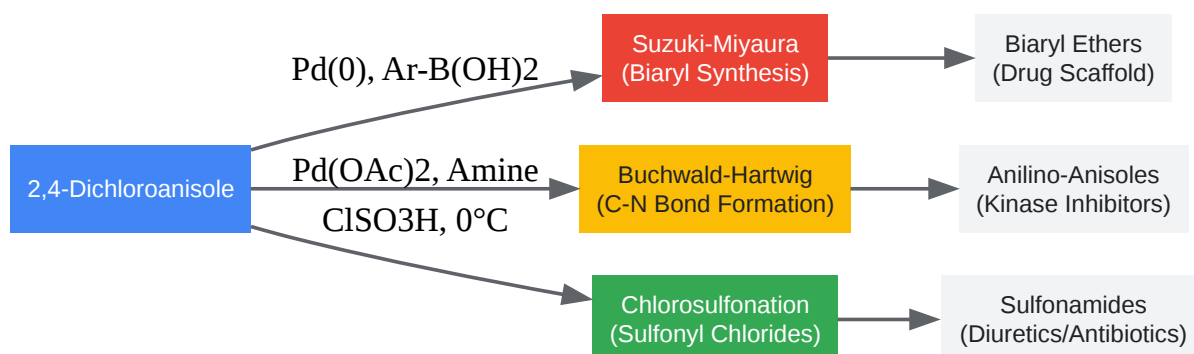 Pd(0), Ar-B(OH)2
Suzuki-Miyaura
(Biaryl Synthesis)
Biaryl Ethers
(Drug Scaffold)
2,4-Dichloroanisole
Pd(OAc)2, Amine
Buchwald-Hartwig
(C-N Bond Formation)
Anilino-Anisoles
(Kinase Inhibitors)
ClSO3H, 0°C
Chlorosulfonation
(Sulfonyl Chlorides)
Sulfonamides
(Diuretics/Antibiotics)